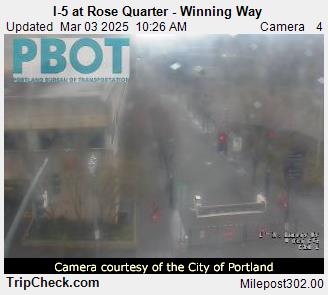 I-5 at Rose Quarter - Winning Way
Updated Mar 03 2025 10:26 AM Camera 4
PBOT
PORTLAND BUREAU OF TRANSPORTATION
Camera courtesy of the City of Portland
TripCheck.com Milepost302.00